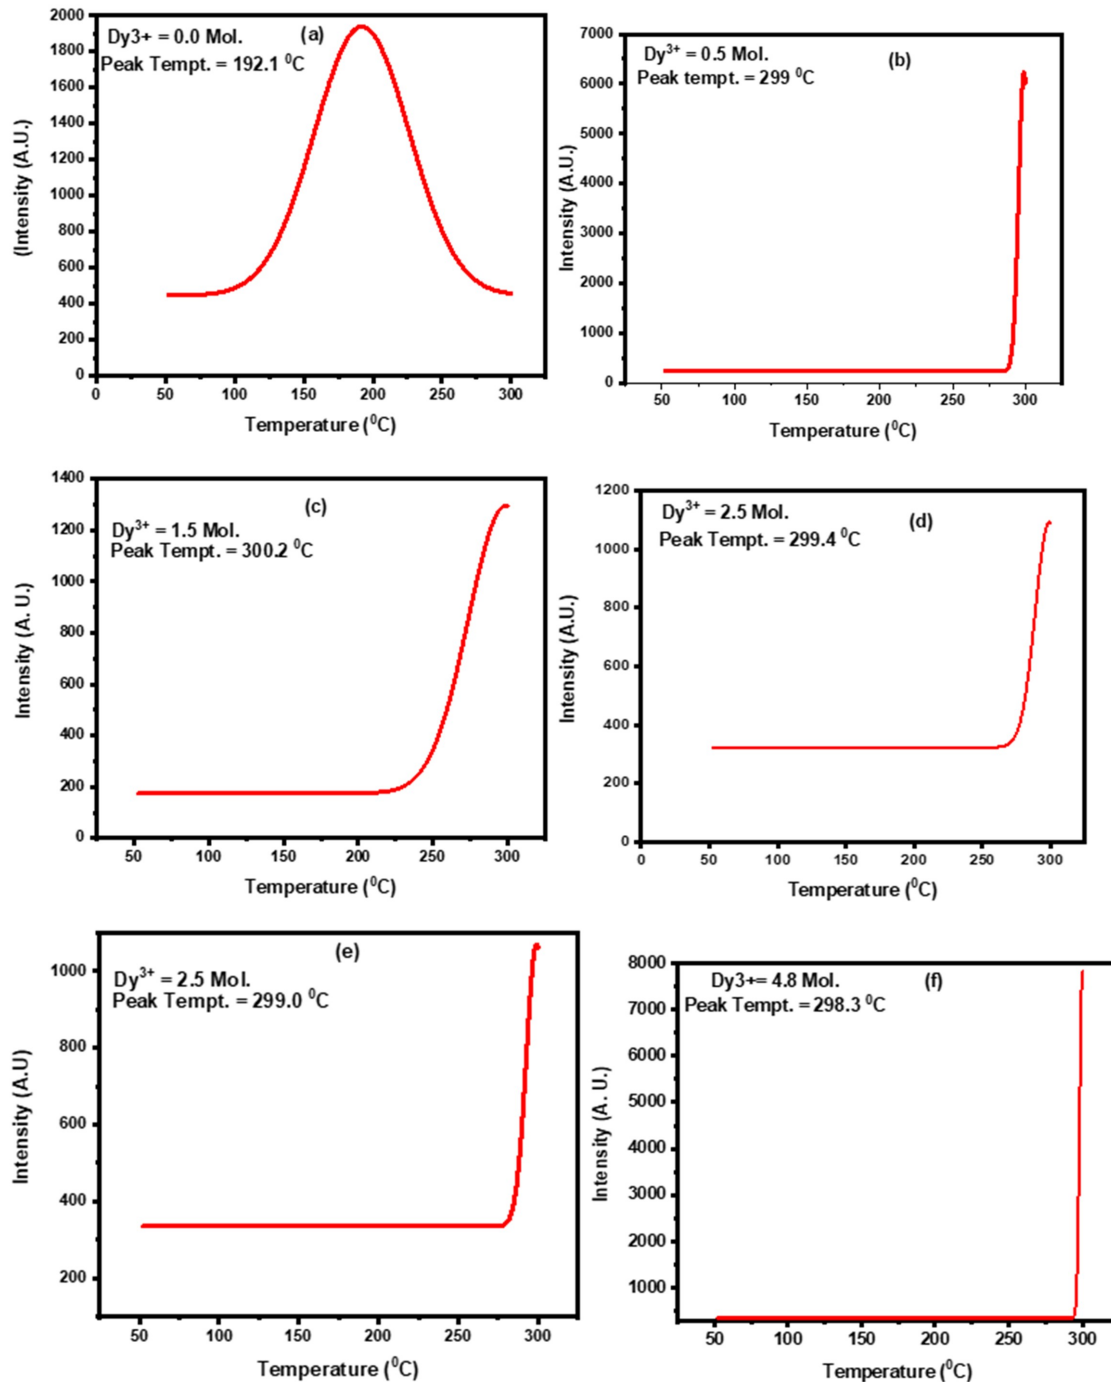 Dy3+ = 0.0 Mol.
(a)
Peak Tempt. = 192.1 ⁰C
2000
1800
1600
1400
1200
1000
800
600
400
200
0
(Intensity (A.U.)
0 50 100 150 200 250 300
Temperature (⁰C)
Dy³⁺ = 0.5 Mol.
(b)
Peak tempt. = 299 ⁰C
7000
6000
5000
4000
3000
2000
1000
0
Intensity (A.U.)
50 100 150 200 250 300
Temperature (⁰C)
(c)
Dy³⁺ = 1.5 Mol.
Peak Tempt. = 300.2 ⁰C
1400
1200
1000
800
600
400
200
0
Intensity (A. U.)
50 100 150 200 250 300
Temperature (⁰C)
Dy³⁺ = 2.5 Mol.
(d)
Peak Tempt. = 299.4 ⁰C
1200
1000
800
600
400
200
0
Intensity (A.U.)
0 50 100 150 200 250 300
Temperature (⁰C)
(e)
Dy³⁺ = 2.5 Mol.
Peak Tempt. = 299.0 ⁰C
1000
800
600
400
200
Intensity (A.U)
50 100 150 200 250 300
Temperature (⁰C)
Dy3+= 4.8 Mol.
(f)
Peak Tempt. = 298.3 ⁰C
8000
7000
6000
5000
4000
3000
2000
1000
Intensity (A. U.)
50 100 150 200 250 300
Temperature (⁰C)